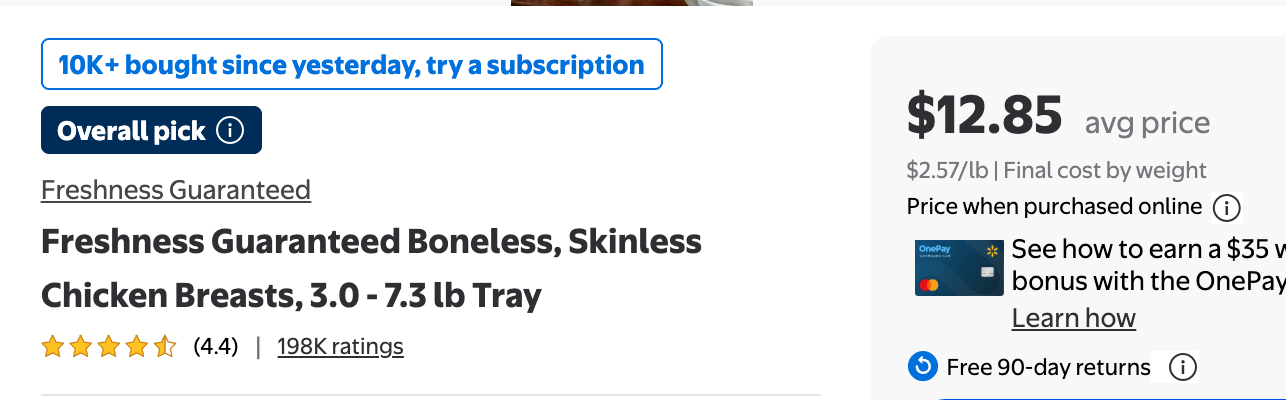 10K+ bought since yesterday, try a subscription
Overall pick
Freshness Guaranteed
Freshness Guaranteed Boneless, Skinless
Chicken Breasts, 3.0 - 7.3 lb Tray
(4.4) | 198K ratings
$12.85 avg price
$2.57/lb | Final cost by weight
Price when purchased online
OnePay
See how to earn a $35
bonus with the OnePay
Learn how
Free 90-day returns